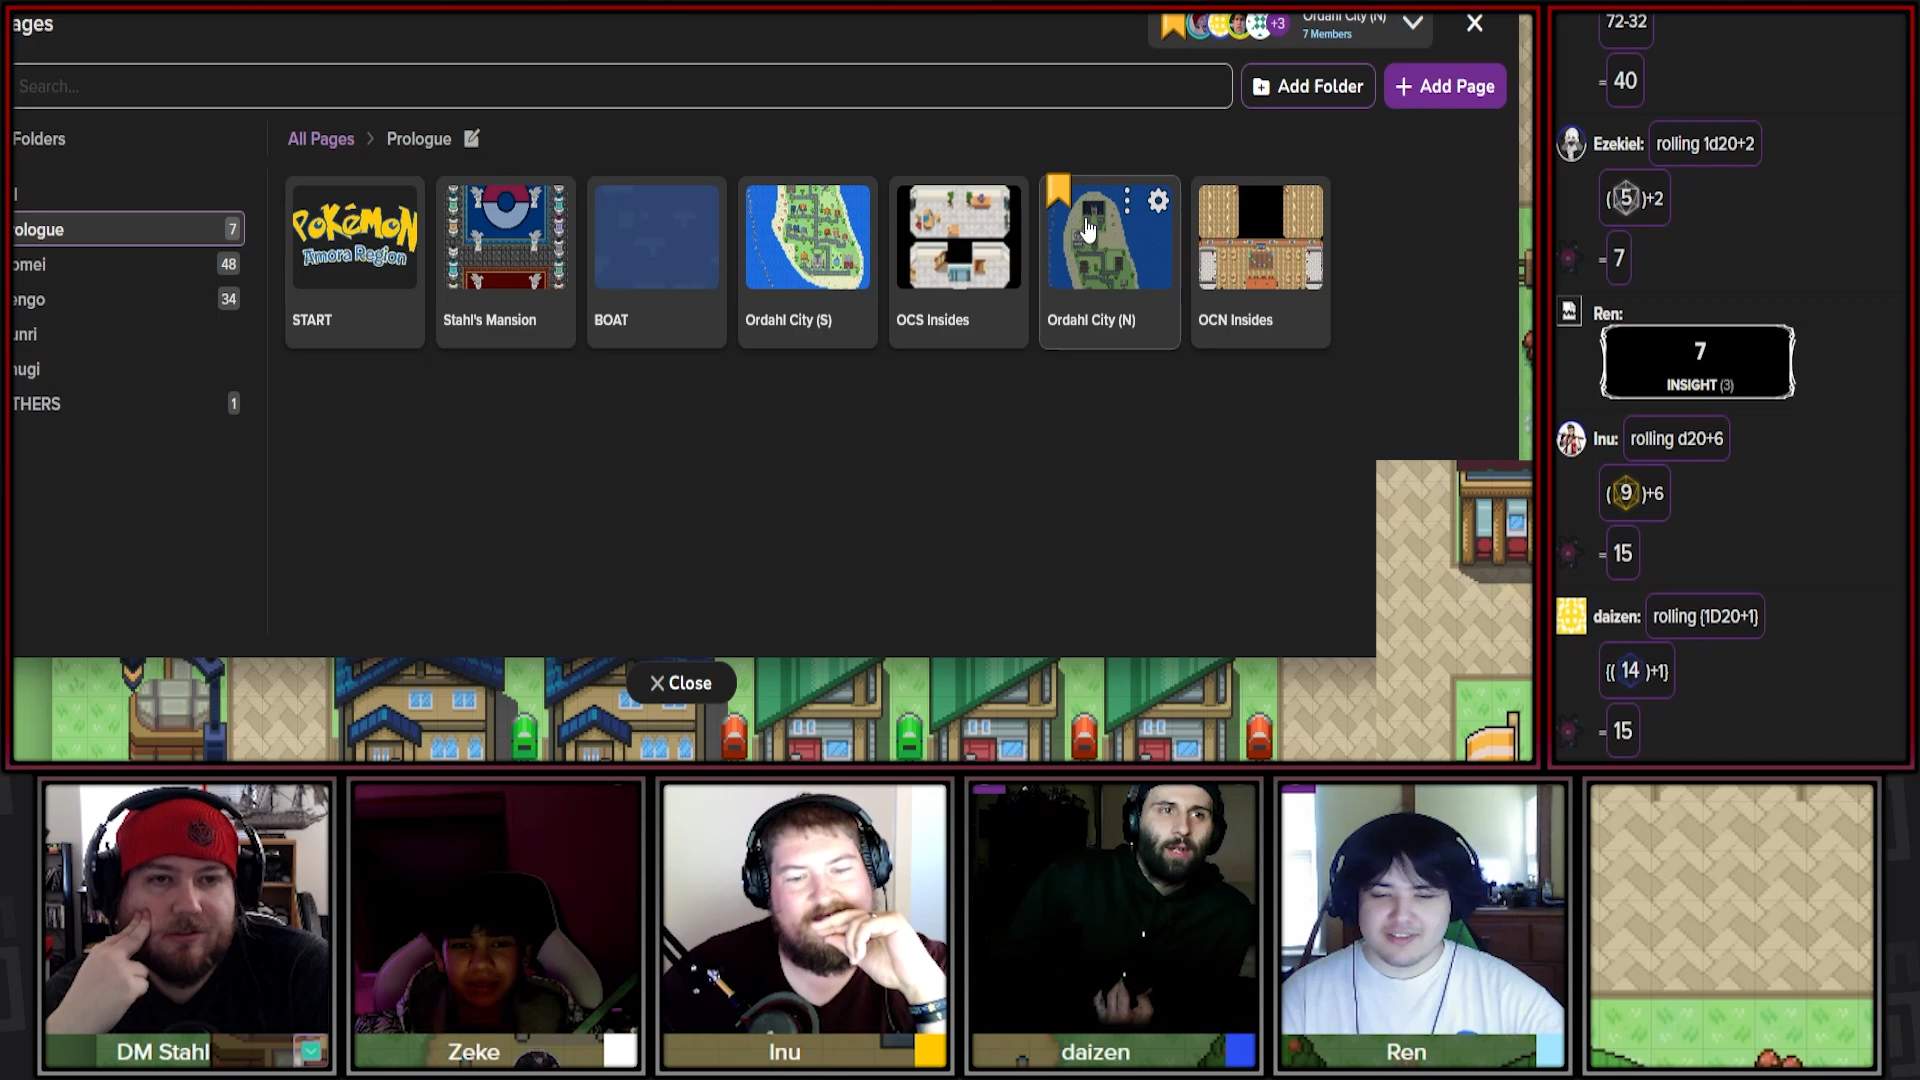 ages
+3
Ordahl City (N)
7 Members
Search...
Add Folder
+ Add Page
Folders
All Pages > Prologue
ologue 7
omei 48
engo 34
unri
nugi
THERS 1
POKéMON
Amora Region
START
Stahl's Mansion
BOAT
Ordahl City (S)
OCS Insides
Ordahl City (N)
OCN Insides
Close
72-32
= 40
Ezekiel: rolling 1d20+2
(5)+2
= 7
Ren:
7
INSIGHT (3)
Inu: rolling d20+6
(9)+6
= 15
daizen: rolling {1D20+1}
{(14)+1}
= 15
DM Stahl
Zeke
Inu
daizen
Ren